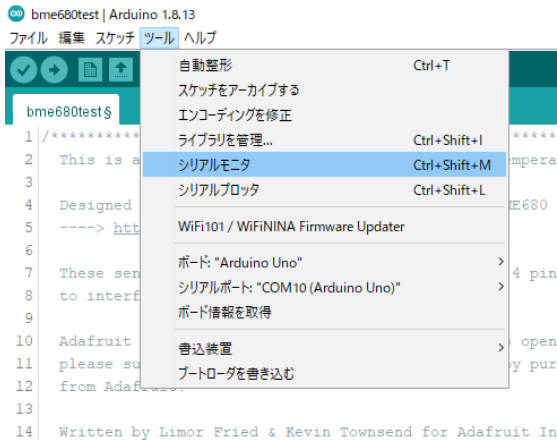 bme680test | Arduino 1.8.13
ファイル 編集 スケッチ ツール ヘルプ
自動整形 Ctrl+T
スケッチをアーカイブする
エンコーディングを修正
ライブラリを管理... Ctrl+Shift+I
シリアルモニタ Ctrl+Shift+M
シリアルプロッタ Ctrl+Shift+L
WiFi101 / WiFiNINA Firmware Updater
ボード: "Arduino Uno"
シリアルポート: "COM10 (Arduino Uno)"
ボード情報を取得
書込装置
ブートローダを書き込む
bme680test §
1 /********** *****
2 This is a
3
4 Designed ME680
5 ----> htt
6
7 These sen 4 pin
8 to interf
9
10 Adafruit open
11 please su y pur
12 from Adafruit!
13
14 Written by Limor Fried & Kevin Townsend for Adafruit In